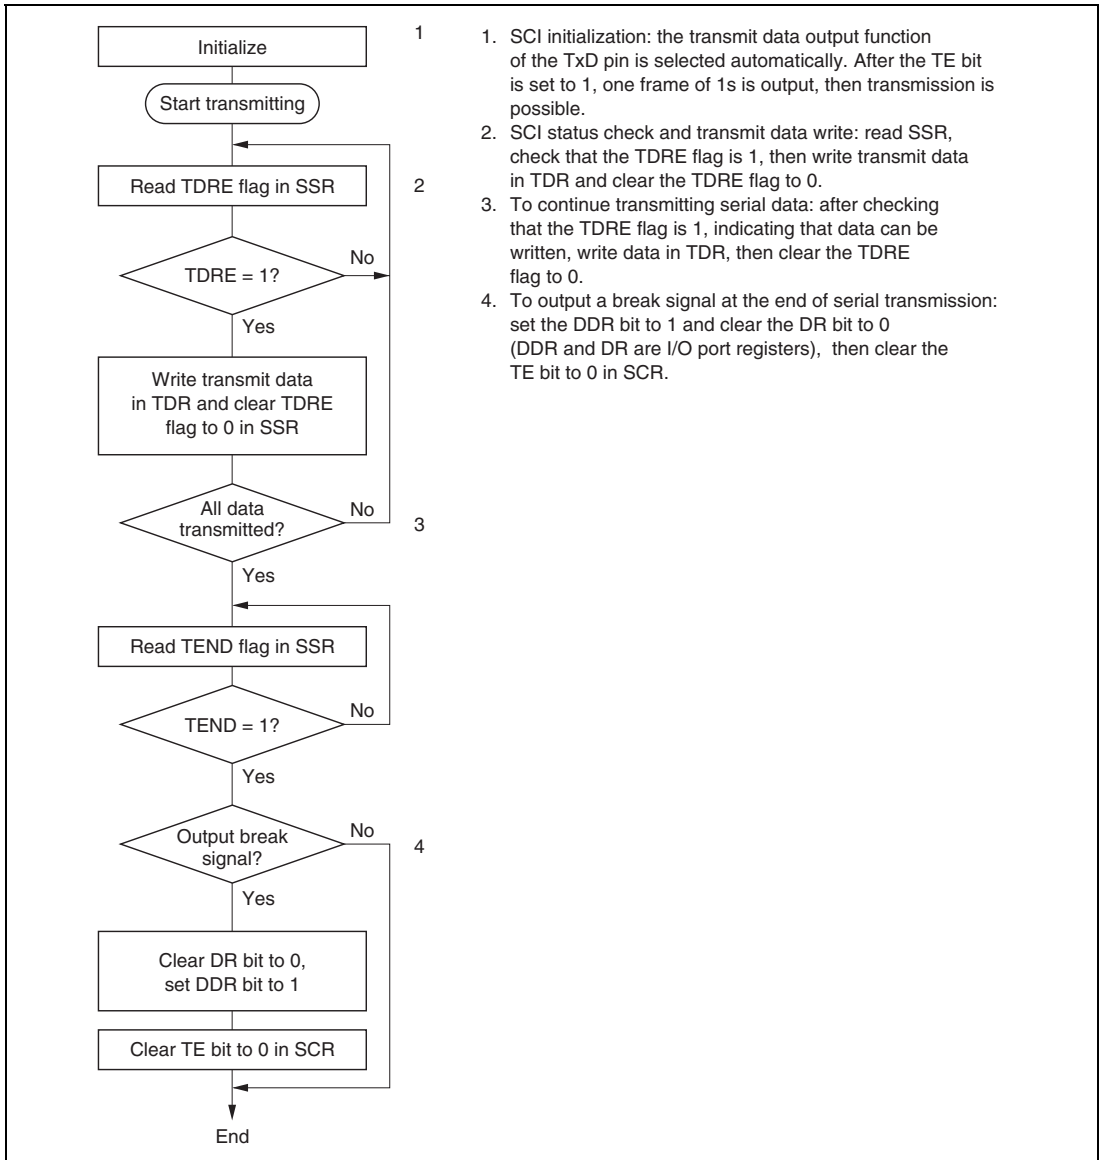 Initialize
1
Start transmitting
Read TDRE flag in SSR
2
TDRE = 1?
No
Yes
Write transmit data
in TDR and clear TDRE
flag to 0 in SSR
All data
transmitted?
No
3
Yes
Read TEND flag in SSR
TEND = 1?
No
Yes
Output break
signal?
No
4
Yes
Clear DR bit to 0,
set DDR bit to 1
Clear TE bit to 0 in SCR
End
1. SCI initialization: the transmit data output function
of the TxD pin is selected automatically. After the TE bit
is set to 1, one frame of 1s is output, then transmission is
possible.
2. SCI status check and transmit data write: read SSR,
check that the TDRE flag is 1, then write transmit data
in TDR and clear the TDRE flag to 0.
3. To continue transmitting serial data: after checking
that the TDRE flag is 1, indicating that data can be
written, write data in TDR, then clear the TDRE
flag to 0.
4. To output a break signal at the end of serial transmission:
set the DDR bit to 1 and clear the DR bit to 0
(DDR and DR are I/O port registers), then clear the
TE bit to 0 in SCR.